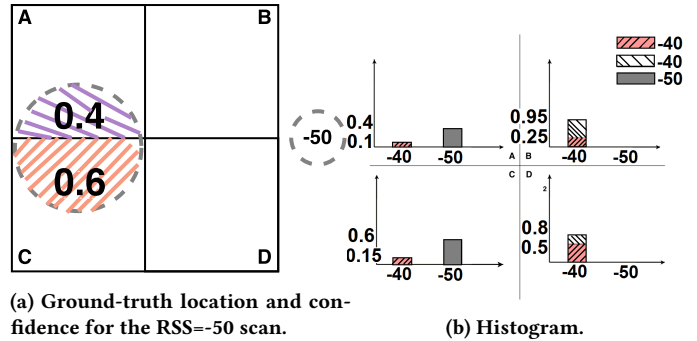 A
B
0.4
0.6
C
D
-50
0.4
0.1
-40
-50
A
0.95
0.25
-40
-50
B
-40
-40
-50
C
0.6
0.15
-40
-50
D
2
0.8
0.5
-40
-50
(a) Ground-truth location and con-
fidence for the RSS=-50 scan.
(b) Histogram.